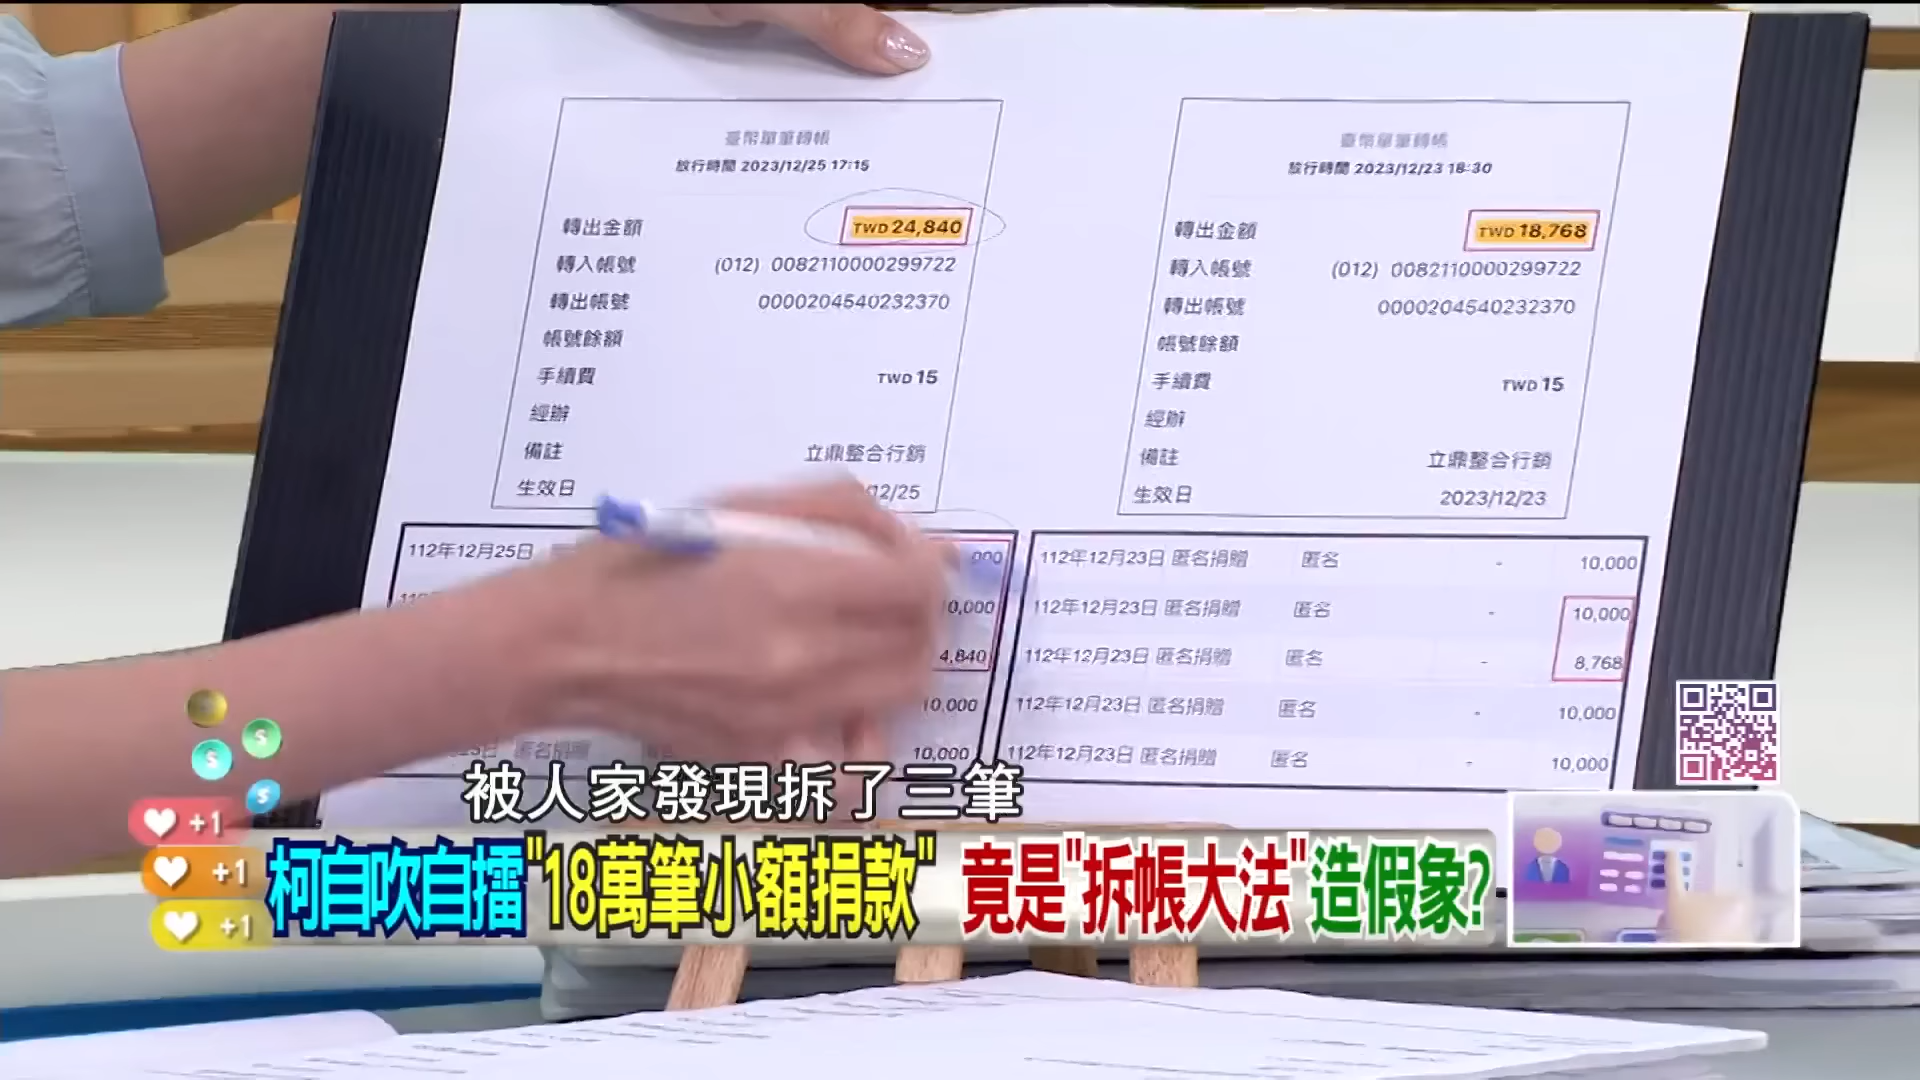 臺幣單筆轉帳
放行時間 2023/12/25 17:15
轉出金額 TWD 24,840
轉入帳號 (012) 0082110000299722
轉出帳號 0000204540232370
帳號餘額
手續費 TWD 15
經辦
備註 立鼎整合行銷
生效日 12/25
臺幣單筆轉帳
放行時間 2023/12/23 18:30
轉出金額 TWD 18,768
轉入帳號 (012) 0082110000299722
轉出帳號 0000204540232370
帳號餘額
手續費 TWD 15
經辦
備註 立鼎整合行銷
生效日 2023/12/23
112年12月25日 000
10,000
4,840
10,000
匿名捐贈 10,000
112年12月23日 匿名捐贈 匿名 - 10,000
112年12月23日 匿名捐贈 匿名 - 10,000
112年12月23日 匿名捐贈 匿名 - 8,768
112年12月23日 匿名捐贈 匿名 - 10,000
112年12月23日 匿名捐贈 匿名 - 10,000
被人家發現拆了三筆
+1
+1
+1
柯自吹自擂"18萬筆小額捐款" 竟是"拆帳大法"造假象?